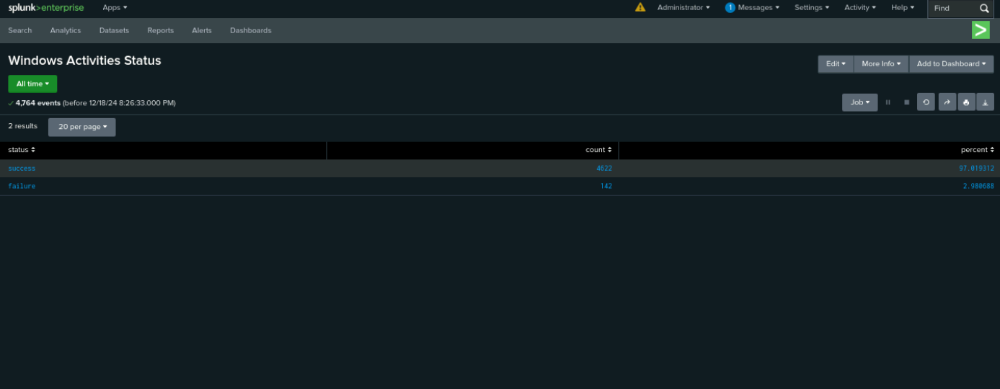 splunk>enterprise Apps Administrator 1 Messages Settings Activity Help Find
Search Analytics Datasets Reports Alerts Dashboards
Windows Activities Status
Edit More Info Add to Dashboard
All time
4,764 events (before 12/18/24 8:26:33.000 PM)
Job
2 results 20 per page
status count percent
success 4622 97.019312
failure 142 2.980688